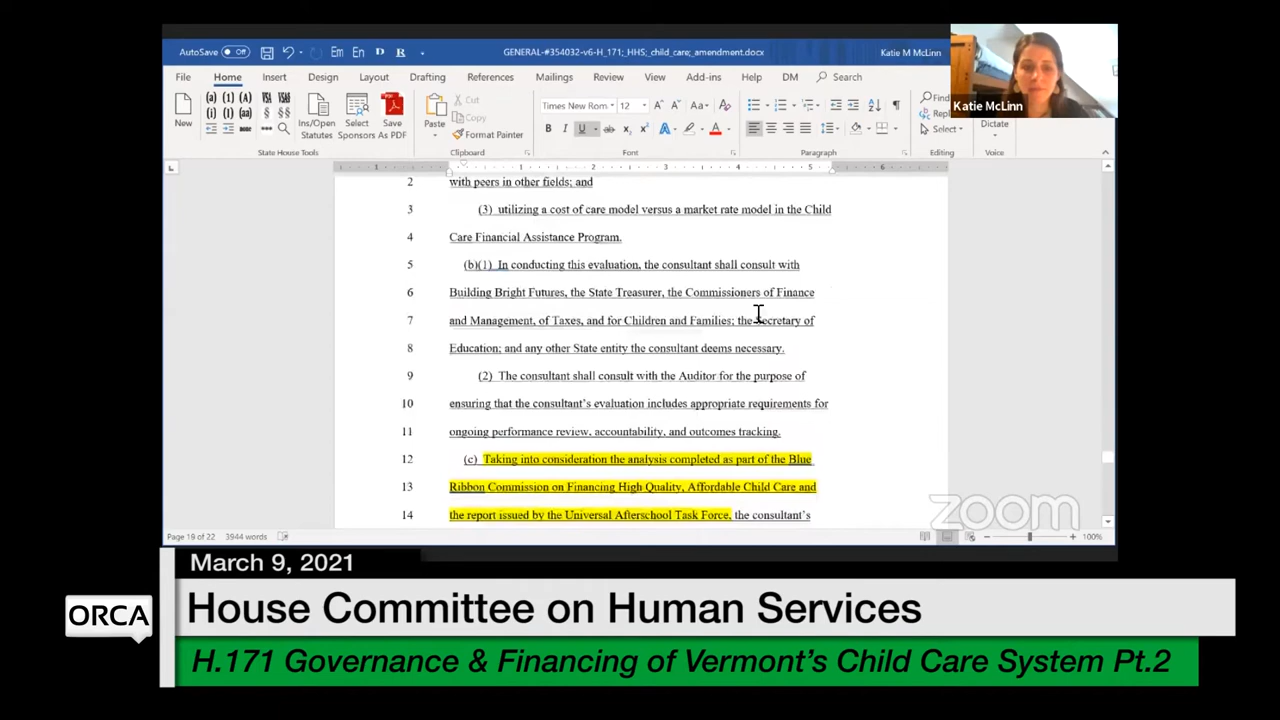 AutoSave Off GENERAL-#354032-v6-H_171;_HHS;_child_care;_amendment.docx Katie M McLinn
File Home Insert Design Draw Layout References Mailings Review View Add-ins Help DM Search
New
Ins/Open Statutes
Select Sponsors
Save As PDF
State House Tools
Paste
Cut
Copy
Format Painter
Clipboard
Times New Rom 12
Font
Paragraph
Find
Select
Editing
Dictate
Voice
Katie McLinn
2 with peers in other fields; and
3 (3) utilizing a cost of care model versus a market rate model in the Child
4 Care Financial Assistance Program.
5 (b)(1) In conducting this evaluation, the consultant shall consult with
6 Building Bright Futures, the State Treasurer, the Commissioners of Finance
7 and Management, of Taxes, and for Children and Families; the Secretary of
8 Education; and any other State entity the consultant deems necessary.
9 (2) The consultant shall consult with the Auditor for the purpose of
10 ensuring that the consultant's evaluation includes appropriate requirements for
11 ongoing performance review, accountability, and outcomes tracking.
12 (c) Taking into consideration the analysis completed as part of the Blue
13 Ribbon Commission on Financing High Quality, Affordable Child Care and
14 the report issued by the Universal Afterschool Task Force, the consultant's
zoom
Page 19 of 22 3944 words 100%
March 9, 2021
ORCA
House Committee on Human Services
H.171 Governance & Financing of Vermont's Child Care System Pt.2